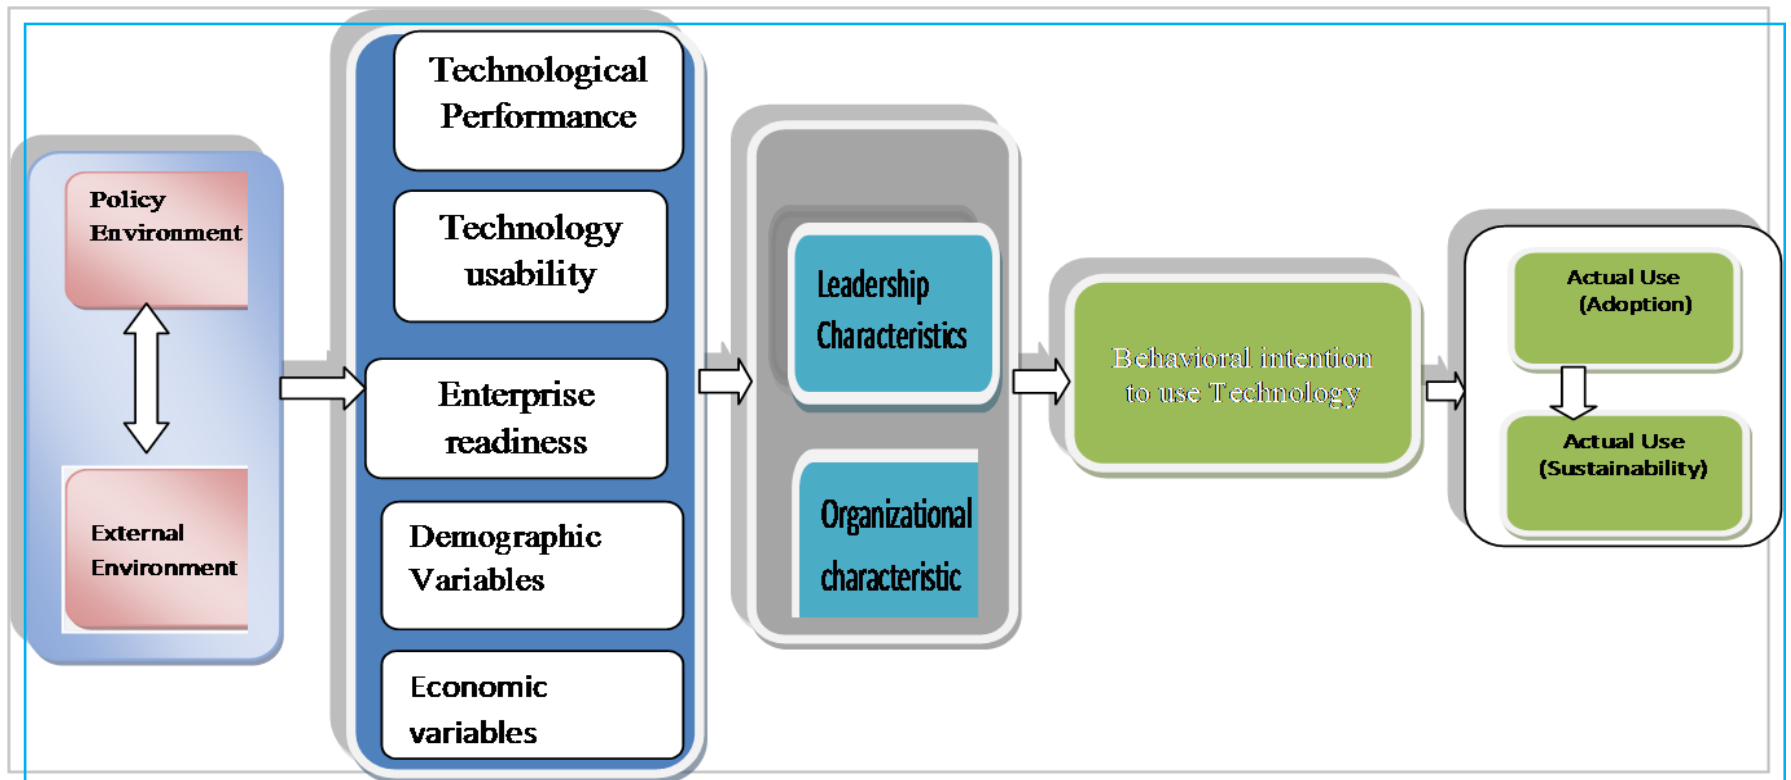 Policy
Environment
External
Environment
Technological
Performance
Technology
usability
Enterprise
readiness
Demographic
Variables
Economic
variables
Leadership
Characteristics
Organizational
characteristic
Behavioral intention
to use Technology
Actual Use
(Adoption)
Actual Use
(Sustainability)